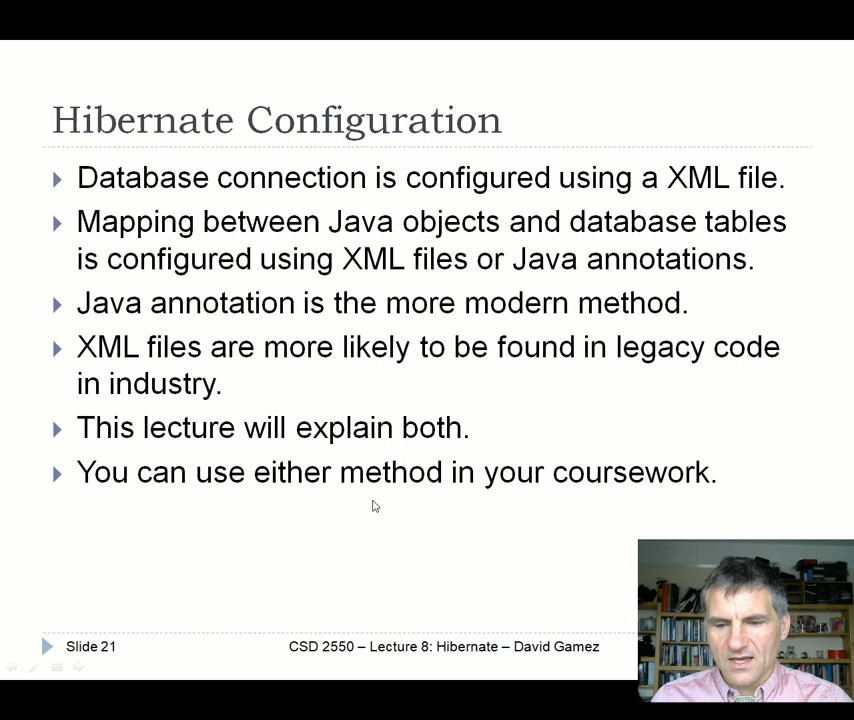 Hibernate Configuration
Database connection is configured using a XML file.
Mapping between Java objects and database tables
is configured using XML files or Java annotations.
Java annotation is the more modern method.
XML files are more likely to be found in legacy code
in industry.
This lecture will explain both.
You can use either method in your coursework.
Slide 21
CSD 2550 – Lecture 8: Hibernate – David Gamez